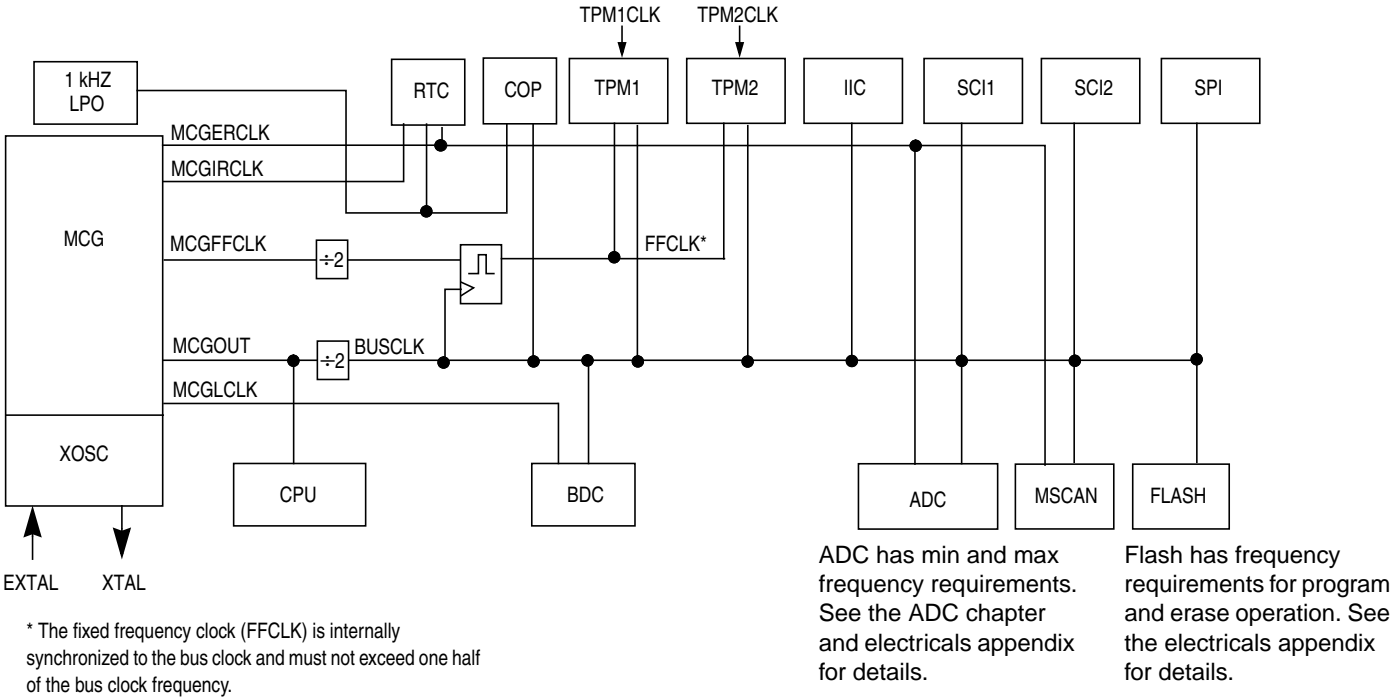 TPM1CLK TPM2CLK
1 kHZ
LPO
RTC
COP
TPM1
TPM2
IIC
SCI1
SCI2
SPI
MCGERCLK
MCGIRCLK
MCG
MCGFFCLK
÷2
FFCLK*
MCGOUT
÷2
BUSCLK
MCGLCLK
XOSC
CPU
BDC
ADC
MSCAN
FLASH
EXTAL
XTAL
ADC has min and max
frequency requirements.
See the ADC chapter
and electricals appendix
for details.
Flash has frequency
requirements for program
and erase operation. See
the electricals appendix
for details.
* The fixed frequency clock (FFCLK) is internally
synchronized to the bus clock and must not exceed one half
of the bus clock frequency.